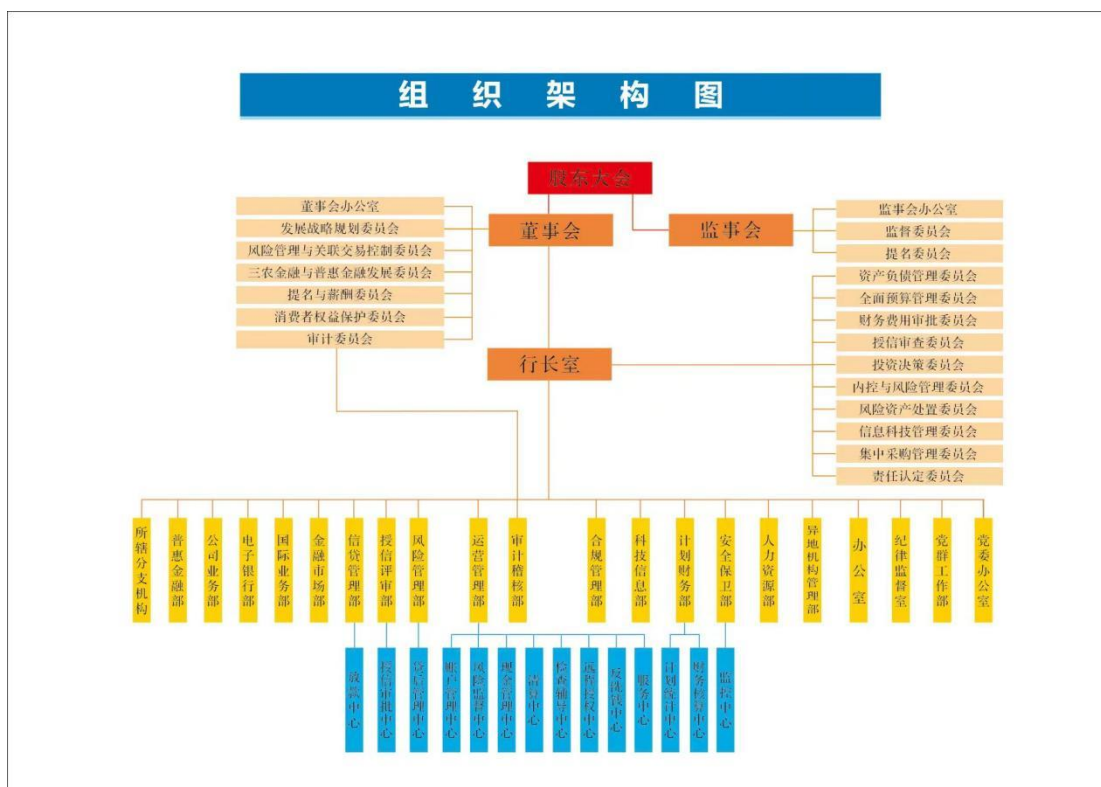 组织架构图
股东大会
董事会
监事会
董事会办公室
发展战略规划委员会
风险管理与关联交易控制委员会
三农金融与普惠金融发展委员会
提名与薪酬委员会
消费者权益保护委员会
审计委员会
监事会办公室
监督委员会
提名委员会
行长室
资产负债管理委员会
全面预算管理委员会
财务费用审批委员会
授信审查委员会
投资决策委员会
内控与风险管理委员会
风险资产处置委员会
信息科技管理委员会
集中采购管理委员会
责任认定委员会
所辖分支机构
普惠金融部
公司业务部
电子银行部
国际业务部
金融市场部
信贷管理部
授信评审部
风险管理部
运营管理部
审计稽核部
合规管理部
科技信息部
计划财务部
安全保卫部
人力资源部
异地机构管理部
办公室
纪律监督室
党群工作部
党委办公室
放款中心
授信审批中心
贷后管理中心
账户管理中心
风险监督中心
现金管理中心
清算中心
检查辅导中心
远程授权中心
反洗钱中心
服务中心
计划统计中心
财务核算中心
监控中心